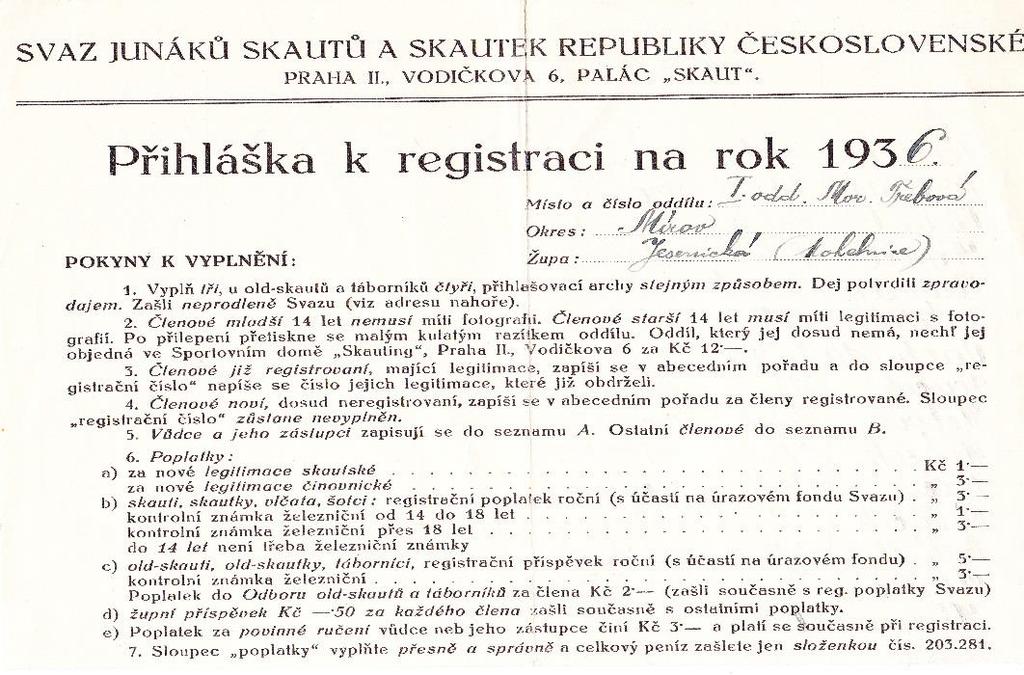 SVAZ JUNÁKŮ SKAUTŮ A SKAUTEK REPUBLIKY ČESKOSLOVENSKÉ
PRAHA II., VODIČKOVA 6, PALÁC „SKAUT“.
Přihláška k registraci na rok 1936.
Místo a číslo oddílu: I. odd. Mor. Třebová
Okres: Mírov
Župa: Jesenická
POKYNY K VYPLNĚNÍ:
1. Vyplň tři, u old-skautů a táborníků čtyři, přihlašovací archy stejným způsobem. Dej potvrditi zpravo-
dajem. Zašli neprodleně Svazu (viz adresu nahoře).
2. Členové mladší 14 let nemusí míti fotografii. Členové starší 14 let musí míti legitimaci s foto-
grafií. Po přilepení přetiskne se malým kulatým razítkem oddílu. Oddíl, který jej dosud nemá, nechť jej
objedná ve Sportovním domě „Skauting“, Praha II., Vodičkova 6 za Kč 12·—.
3. Členové již registrovaní, mající legitimace, zapíší se v abecedním pořadu a do sloupce „re-
gistrační číslo“ napíše se číslo jejich legitimace, které již obdrželi.
4. Členové noví, dosud neregistrovaní, zapíší se v abecedním pořadu za členy registrované. Sloupec
„registrační číslo“ zůstane nevyplněn.
5. Vůdce a jeho zástupci zapisují se do seznamu A. Ostatní členové do seznamu B.
6. Poplatky:
a) za nové legitimace skautské . . . . . Kč 1·—
za nové legitimace činovnické . . . . . „ 3·—
b) skauti, skautky, vlčata, šotci: registrační poplatek roční (s účastí na úrazovém fondu Svazu) . „ 3·—
kontrolní známka železniční od 14 do 18 let . . . . . „ 1·—
kontrolní známka železniční přes 18 let . . . . . „ 3·—
do 14 let není třeba železniční známky
c) old-skauti, old-skautky, táborníci, registrační příspěvek roční (s účastí na úrazovém fondu) . „ 5·—
kontrolní známka železniční . . . . . „ 3·—
Poplatek do Odboru old-skautů a táborníků za člena Kč 2·— (zašli současně s reg. poplatky Svazu)
d) župní příspěvek Kč —·50 za každého člena zašli současně s ostatními poplatky.
e) Poplatek za povinné ručení vůdce neb jeho zástupce činí Kč 3·— a platí se současně při registraci.
7. Sloupec „poplatky“ vyplňte přesně a správně a celkový peníz zašlete jen složenkou čís. 203.281.